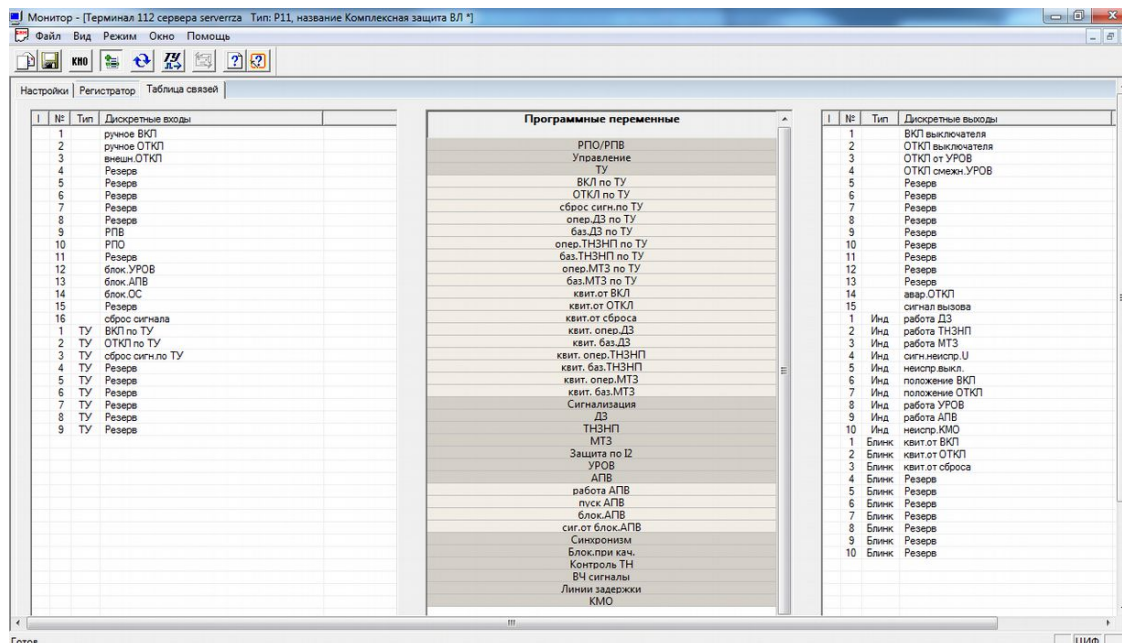 Монитор - [Терминал 112 сервера serverrza Тип: P11, название Комплексная защита ВЛ *]
Файл Вид Режим Окно Помощь
КМО ТУ
Настройки Регистратор Таблица связей
I № Тип Дискретные входы
1 ручное ВКЛ
2 ручное ОТКЛ
3 внешн.ОТКЛ
4 Резерв
5 Резерв
6 Резерв
7 Резерв
8 Резерв
9 РПВ
10 РПО
11 Резерв
12 блок.УРОВ
13 блок.АПВ
14 блок.ОС
15 Резерв
16 сброс сигнала
1 ТУ ВКЛ по ТУ
2 ТУ ОТКЛ по ТУ
3 ТУ сброс сигн.по ТУ
4 ТУ Резерв
5 ТУ Резерв
6 ТУ Резерв
7 ТУ Резерв
8 ТУ Резерв
9 ТУ Резерв
Программные переменные
РПО/РПВ
Управление
ТУ
ВКЛ по ТУ
ОТКЛ по ТУ
сброс сигн.по ТУ
опер.ДЗ по ТУ
баз.ДЗ по ТУ
опер.ТНЗНП по ТУ
баз.ТНЗНП по ТУ
опер.МТЗ по ТУ
баз.МТЗ по ТУ
квит.от ВКЛ
квит.от ОТКЛ
квит.от сброса
квит. опер.ДЗ
квит. баз.ДЗ
квит. опер.ТНЗНП
квит. баз.ТНЗНП
квит. опер.МТЗ
квит. баз.МТЗ
Сигнализация
ДЗ
ТНЗНП
МТЗ
Защита по I2
УРОВ
АПВ
работа АПВ
пуск АПВ
блок.АПВ
сиг.от блок.АПВ
Синхронизм
Блок.при кач.
Контроль ТН
ВЧ сигналы
Линии задержки
КМО
I № Тип Дискретные выходы
1 ВКЛ выключателя
2 ОТКЛ выключателя
3 ОТКЛ от УРОВ
4 ОТКЛ смежн.УРОВ
5 Резерв
6 Резерв
7 Резерв
8 Резерв
9 Резерв
10 Резерв
11 Резерв
12 Резерв
13 Резерв
14 авар.ОТКЛ
15 сигнал вызова
1 Инд работа ДЗ
2 Инд работа ТНЗНП
3 Инд работа МТЗ
4 Инд сигн.неиспр.U
5 Инд неиспр.выкл.
6 Инд положение ВКЛ
7 Инд положение ОТКЛ
8 Инд работа УРОВ
9 Инд работа АПВ
10 Инд неиспр.КМО
1 Блинк квит.от ВКЛ
2 Блинк квит.от ОТКЛ
3 Блинк квит.от сброса
4 Блинк Резерв
5 Блинк Резерв
6 Блинк Резерв
7 Блинк Резерв
8 Блинк Резерв
9 Блинк Резерв
10 Блинк Резерв
Готов
ЦИФ